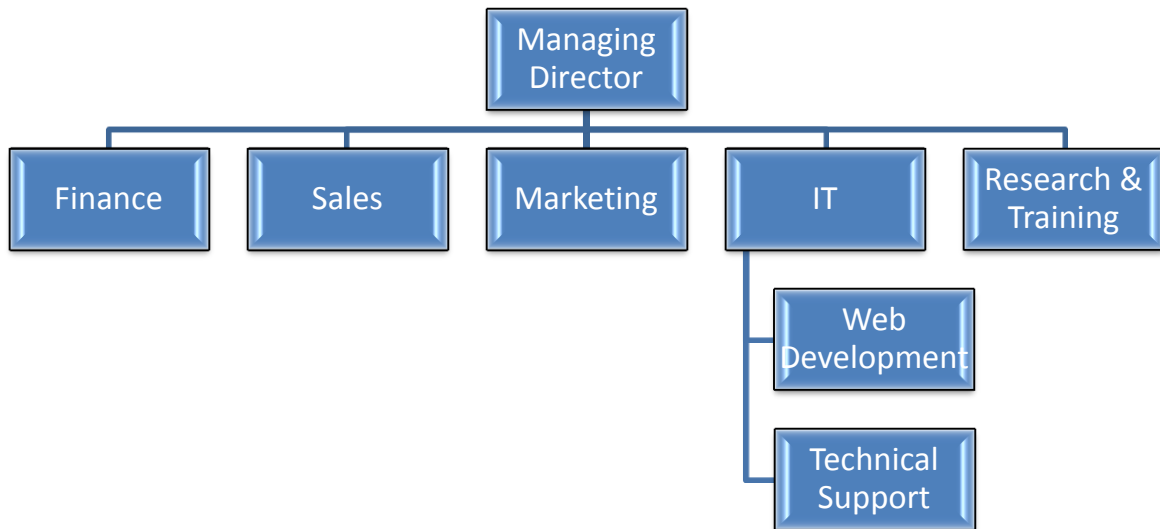 Managing
Director
Finance
Sales
Marketing
IT
Research &
Training
Web
Development
Technical
Support